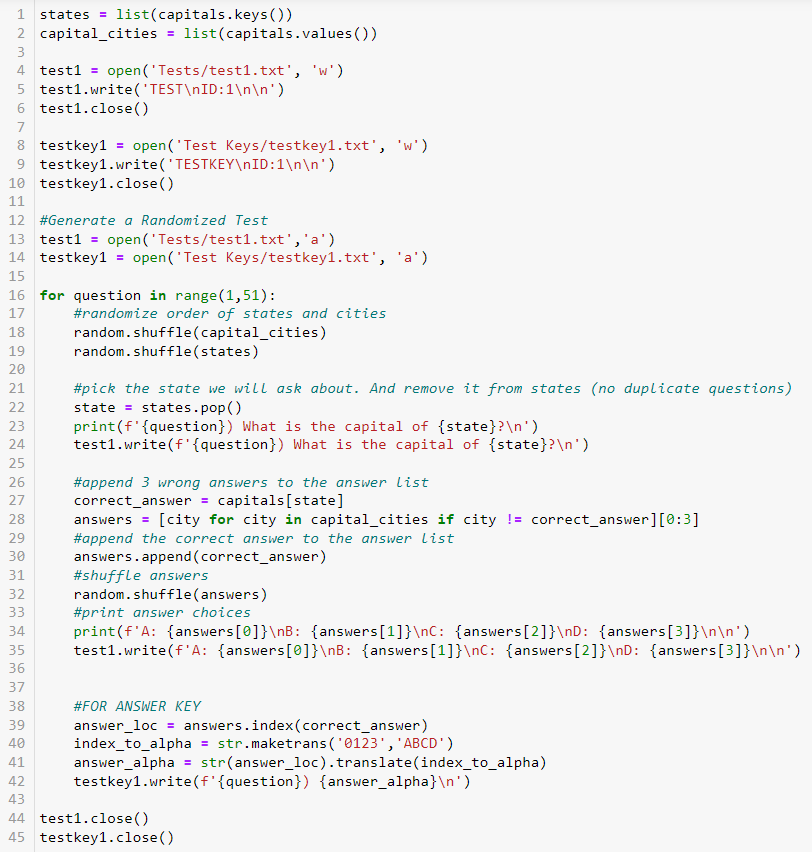 1 states = list(capitals.keys())
2 capital_cities = list(capitals.values())
3
4 test1 = open('Tests/test1.txt', 'w')
5 test1.write('TEST\nID:1\n\n')
6 test1.close()
7
8 testkey1 = open('Test Keys/testkey1.txt', 'w')
9 testkey1.write('TESTKEY\nID:1\n\n')
10 testkey1.close()
11
12 #Generate a Randomized Test
13 test1 = open('Tests/test1.txt','a')
14 testkey1 = open('Test Keys/testkey1.txt', 'a')
15
16 for question in range(1,51):
17     #randomize order of states and cities
18     random.shuffle(capital_cities)
19     random.shuffle(states)
20
21     #pick the state we will ask about. And remove it from states (no duplicate questions)
22     state = states.pop()
23     print(f'{question}) What is the capital of {state}?\n')
24     test1.write(f'{question}) What is the capital of {state}?\n')
25
26     #append 3 wrong answers to the answer list
27     correct_answer = capitals[state]
28     answers = [city for city in capital_cities if city != correct_answer][0:3]
29     #append the correct answer to the answer list
30     answers.append(correct_answer)
31     #shuffle answers
32     random.shuffle(answers)
33     #print answer choices
34     print(f'A: {answers[0]}\nB: {answers[1]}\nC: {answers[2]}\nD: {answers[3]}\n\n')
35     test1.write(f'A: {answers[0]}\nB: {answers[1]}\nC: {answers[2]}\nD: {answers[3]}\n\n')
36
37
38     #FOR ANSWER KEY
39     answer_loc = answers.index(correct_answer)
40     index_to_alpha = str.maketrans('0123','ABCD')
41     answer_alpha = str(answer_loc).translate(index_to_alpha)
42     testkey1.write(f'{question}) {answer_alpha}\n')
43
44 test1.close()
45 testkey1.close()